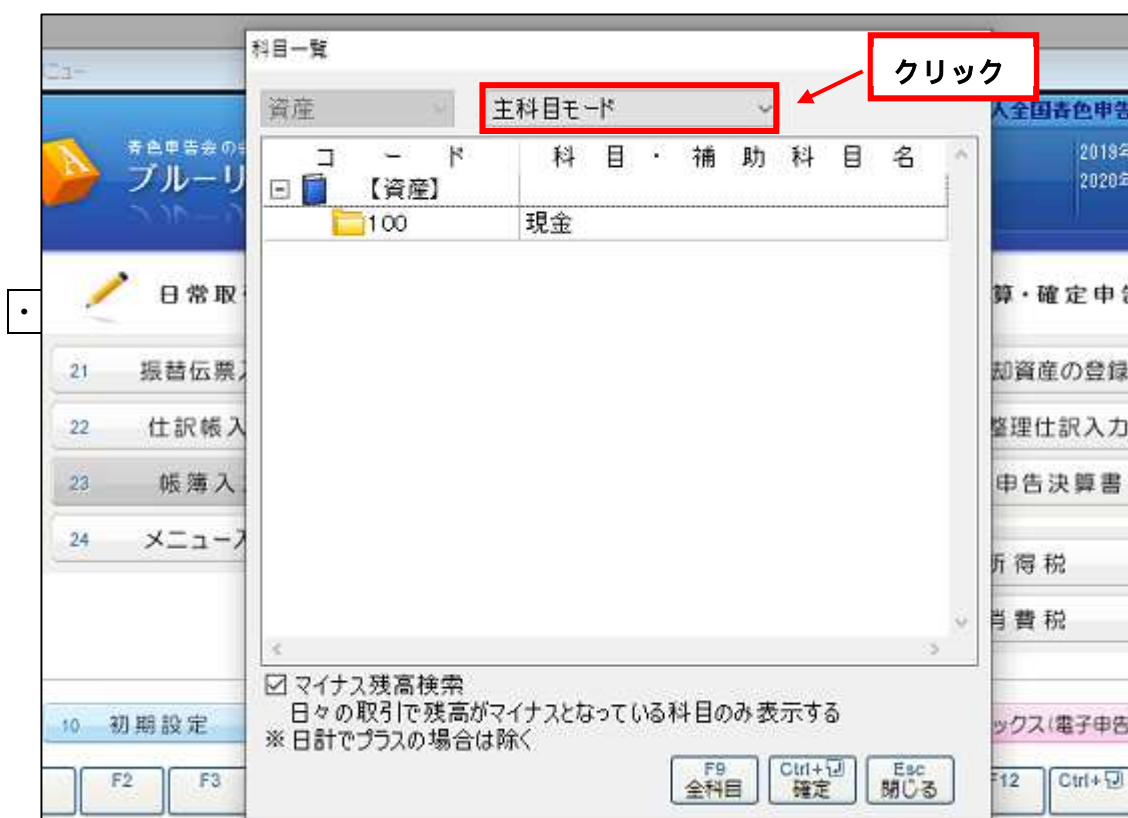 科目一覧
クリック
ニュー
資産
主科目モード
人全国青色申告
青色申告会の
ブルーリ
2019年
2020年
コード 科目・補助科目名
【資産】
100 現金
日常取
算・確定申告
・
21 振替伝票
却資産の登録
22 仕訳帳入
整理仕訳入力
23 帳簿入
申告決算書
24 メニュー入
所得税
消費税
マイナス残高検索
日々の取引で残高がマイナスとなっている科目のみ表示する
※ 日計でプラスの場合は除く
10 初期設定
ックス(電子申告
F2
F3
F9
全科目
Ctrl+
確定
Esc
閉じる
F12
Ctrl+